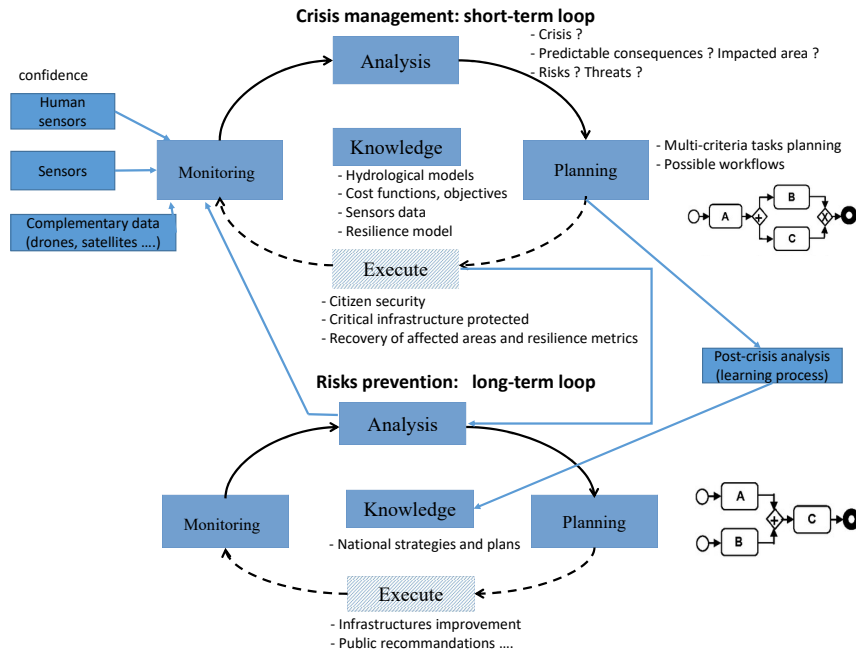 Crisis management: short-term loop
- Crisis ?
- Predictable consequences ? Impacted area ?
- Risks ? Threats ?
Analysis
confidence
Human
sensors
Sensors
Complementary data
(drones, satellites ....)
Monitoring
Knowledge
- Hydrological models
- Cost functions, objectives
- Sensors data
- Resilience model
Planning
- Multi-criteria tasks planning
- Possible workflows
A
B
C
Execute
- Citizen security
- Critical infrastructure protected
- Recovery of affected areas and resilience metrics
Post-crisis analysis
(learning process)
Risks prevention: long-term loop
Analysis
Monitoring
Knowledge
- National strategies and plans
Planning
A
B
C
Execute
- Infrastructures improvement
- Public recommandations ....